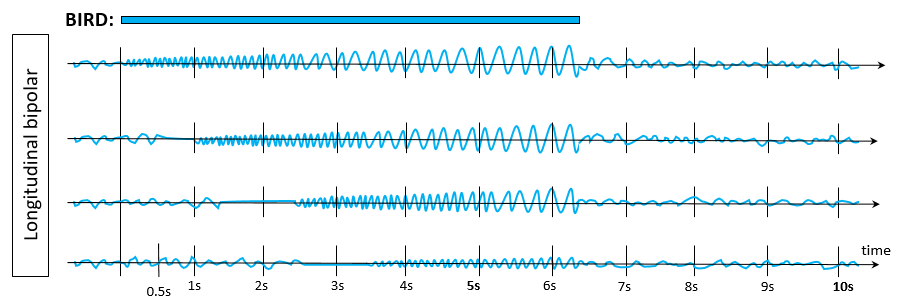 BIRD:
Longitudinal bipolar
time
0.5s 1s 2s 3s 4s 5s 6s 7s 8s 9s 10s